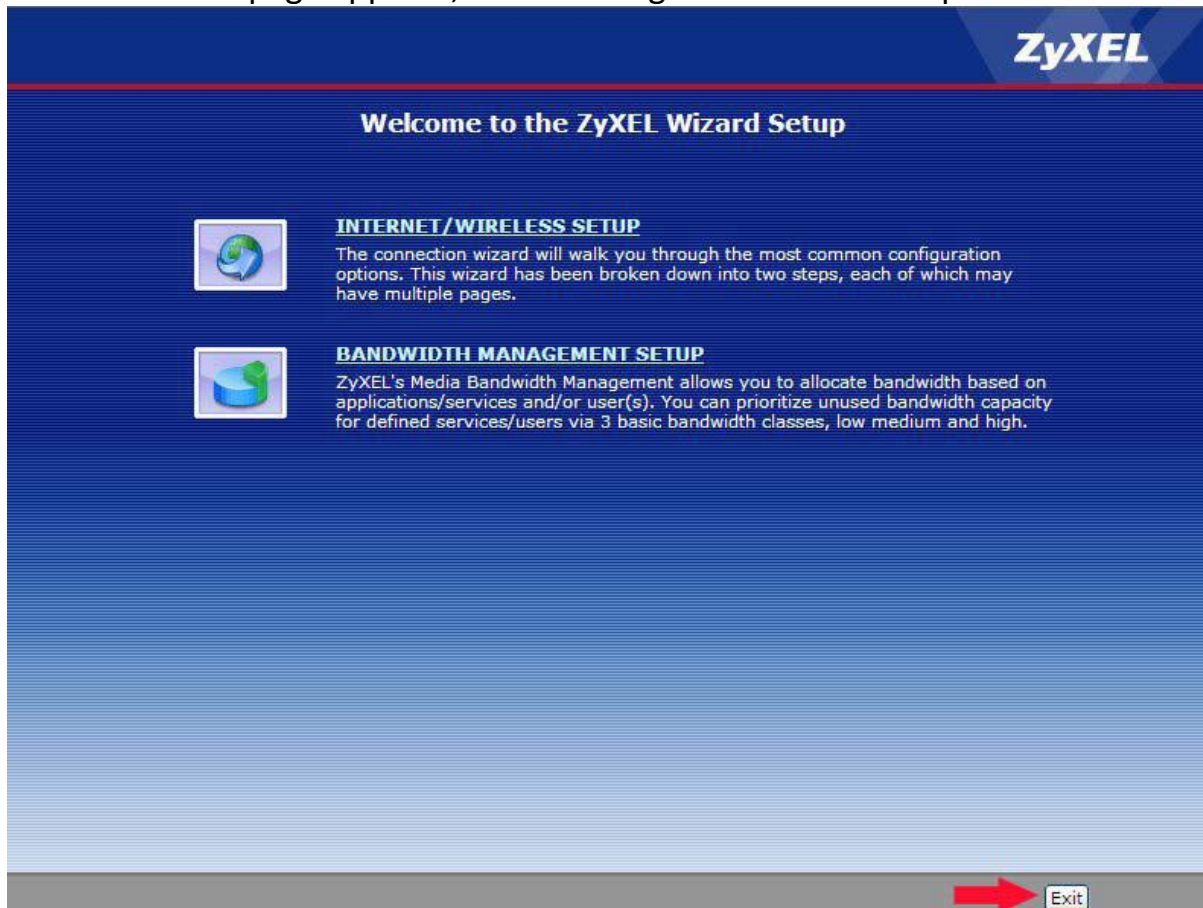 ZyXEL
Welcome to the ZyXEL Wizard Setup
INTERNET/WIRELESS SETUP
The connection wizard will walk you through the most common configuration
options. This wizard has been broken down into two steps, each of which may
have multiple pages.
BANDWIDTH MANAGEMENT SETUP
ZyXEL's Media Bandwidth Management allows you to allocate bandwidth based on
applications/services and/or user(s). You can prioritize unused bandwidth capacity
for defined services/users via 3 basic bandwidth classes, low medium and high.
Exit